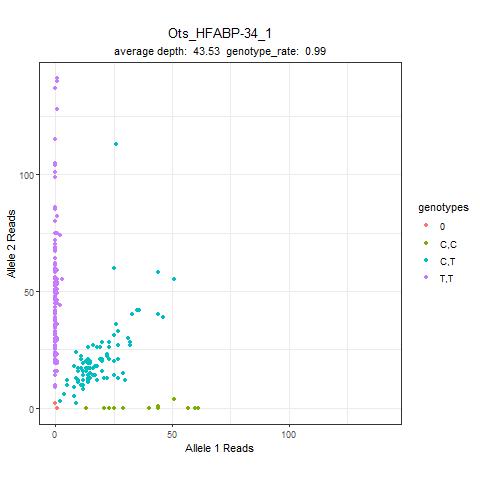 Ots_HFABP-34_1
average depth: 43.53 genotype_rate: 0.99
Allele 2 Reads
100
50
0
0 50 100
Allele 1 Reads
genotypes
0
C,C
C,T
T,T